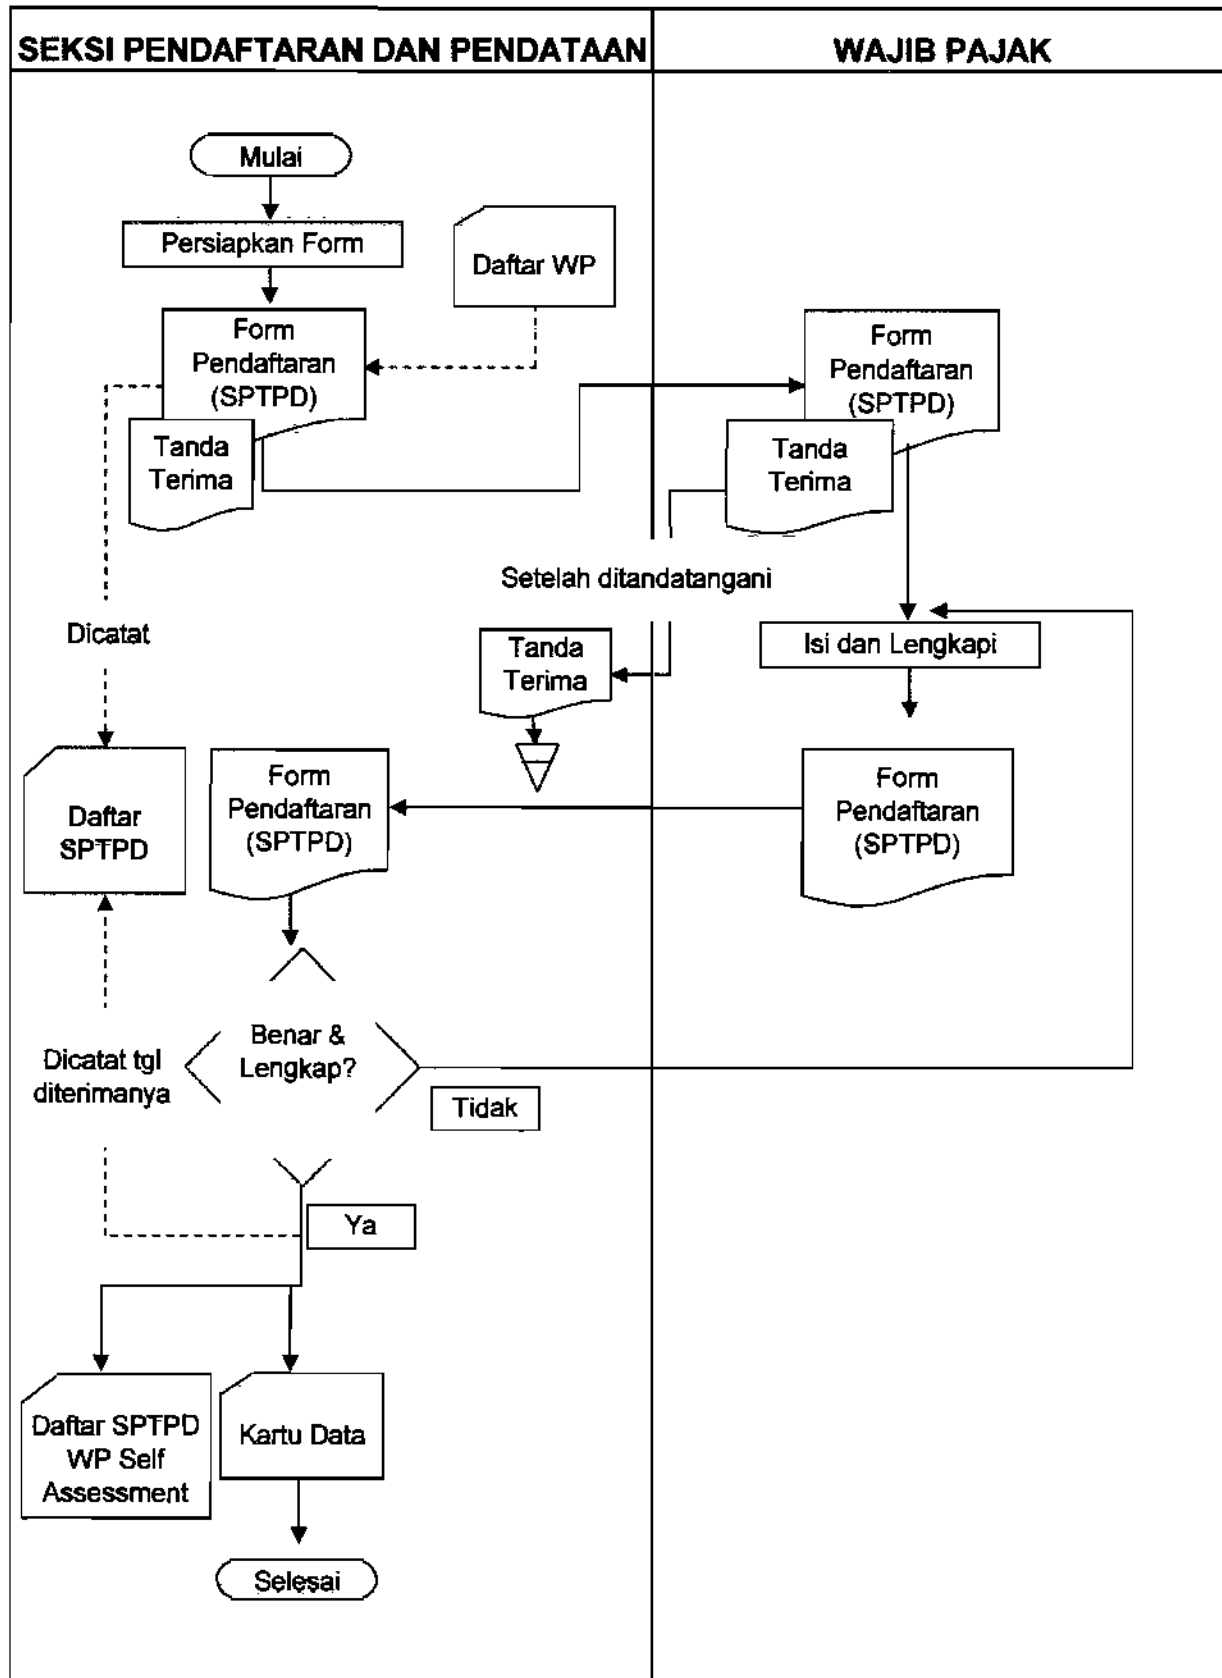 SEKSI PENDAFTARAN DAN PENDATAAN
WAJIB PAJAK
Mulai
Persiapkan Form
Daftar WP
Form
Pendaftaran
(SPTPD)
Tanda
Terima
Form
Pendaftaran
(SPTPD)
Tanda
Terima
Setelah ditandatangani
Dicatat
Tanda
Terima
Isi dan Lengkapi
Daftar
SPTPD
Form
Pendaftaran
(SPTPD)
Form
Pendaftaran
(SPTPD)
Benar &
Lengkap?
Dicatat tgl
diterimanya
Tidak
Ya
Daftar SPTPD
WP Self
Assessment
Kartu Data
Selesai